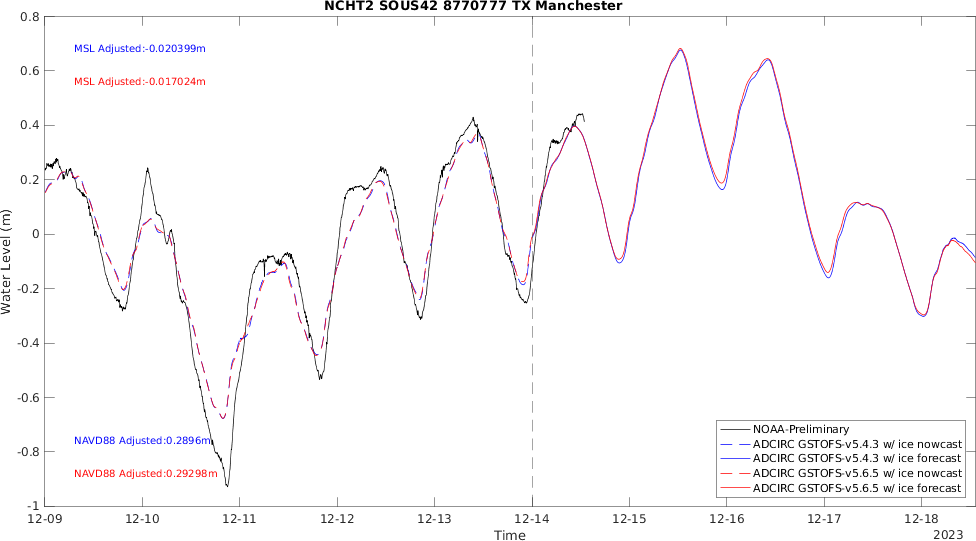 NCHT2 SOUS42 8770777 TX Manchester
0.8
0.6
0.4
0.2
0
-0.2
-0.4
-0.6
-0.8
-1
Water Level (m)
MSL Adjusted:-0.020399m
MSL Adjusted:-0.017024m
NAVD88 Adjusted:0.2896m
NAVD88 Adjusted:0.29298m
NOAA-Preliminary
ADCIRC GSTOFS-v5.4.3 w/ ice nowcast
ADCIRC GSTOFS-v5.4.3 w/ ice forecast
ADCIRC GSTOFS-v5.6.5 w/ ice nowcast
ADCIRC GSTOFS-v5.6.5 w/ ice forecast
12-09 12-10 12-11 12-12 12-13 12-14 12-15 12-16 12-17 12-18
Time
2023